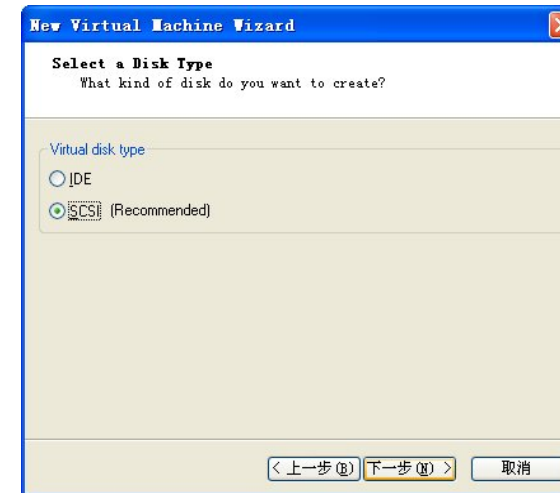 New Virtual Machine Wizard
Select a Disk Type
What kind of disk do you want to create?
Virtual disk type
IDE
SCSI (Recommended)
< 上一步(B) 下一步(N) > 取消